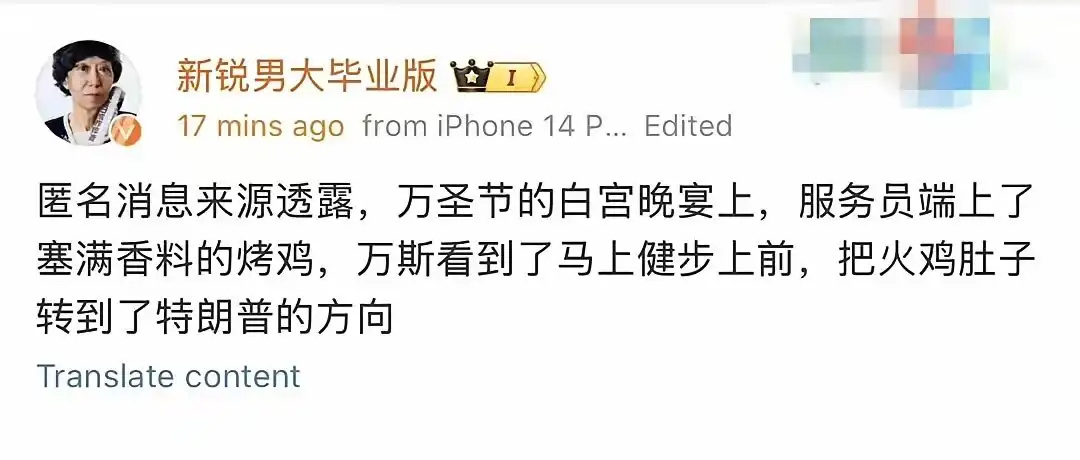 新锐男大毕业版 I
17 mins ago from iPhone 14 P... Edited
匿名消息来源透露，万圣节的白宫晚宴上，服务员端上了
塞满香料的烤鸡，万斯看到了马上健步上前，把火鸡肚子
转到了特朗普的方向
Translate content